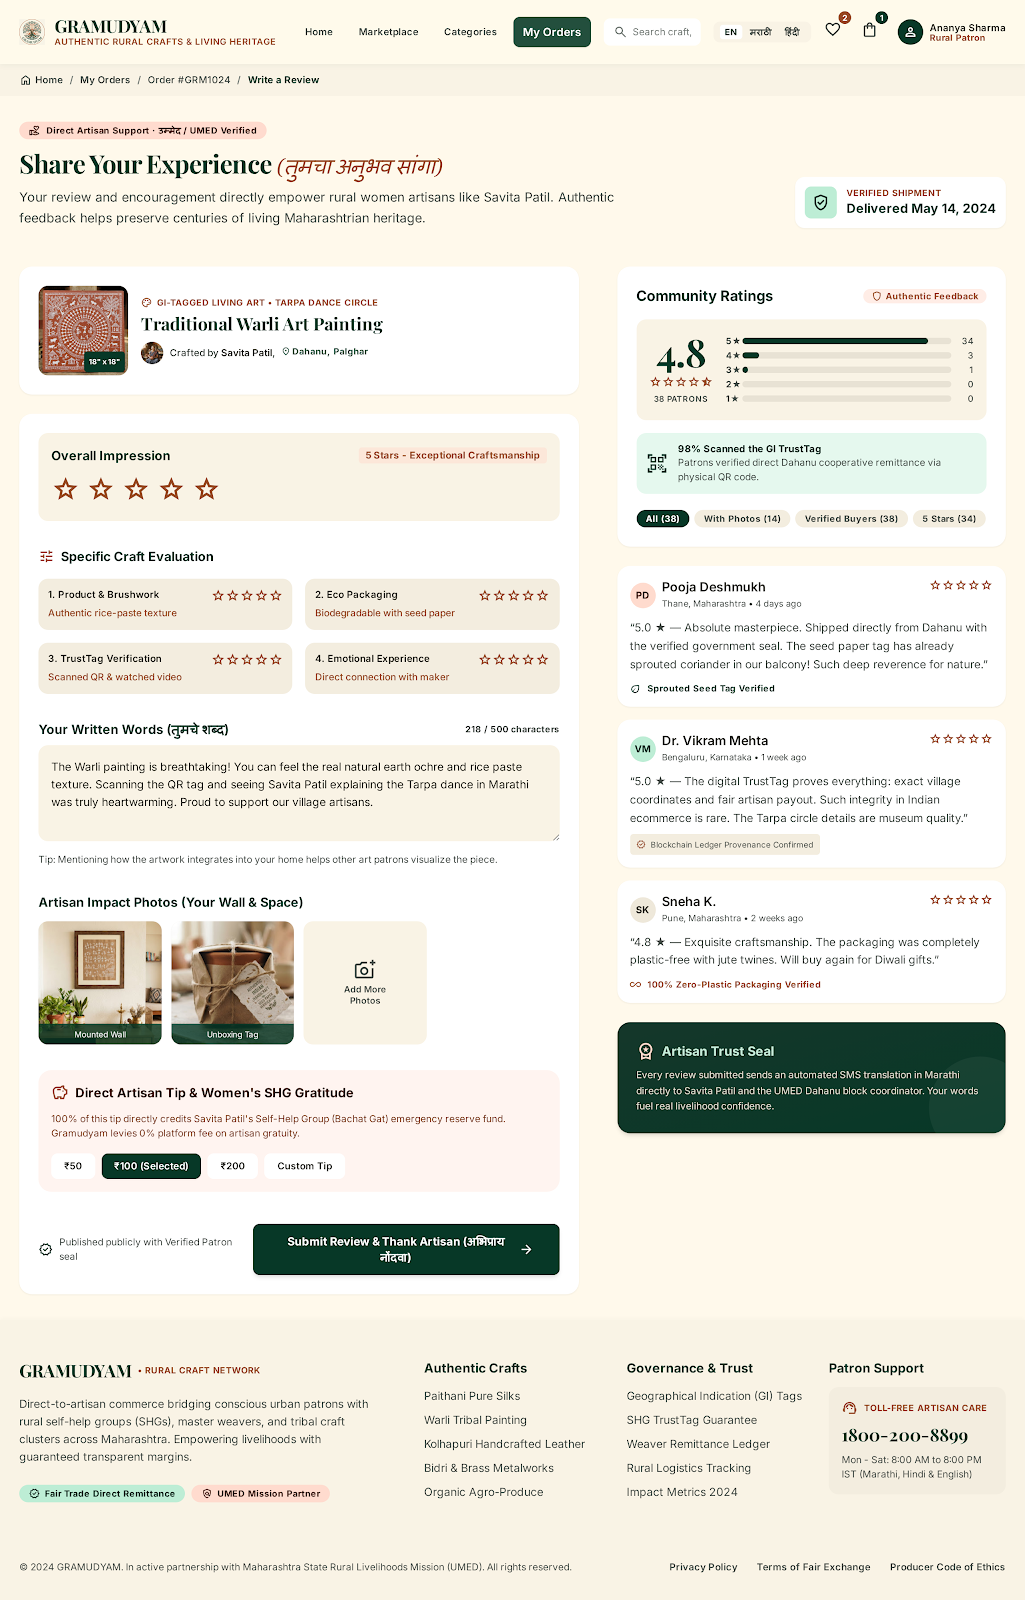 GRAMUDYAM
AUTHENTIC RURAL CRAFTS & LIVING HERITAGE
Home
Marketplace
Categories
My Orders
Search craft,
EN
मराठी
हिंदी
2
1
Ananya Sharma
Rural Patron
Home / My Orders / Order #GRM1024 / Write a Review
Direct Artisan Support · उम्मेद / UMED Verified
Share Your Experience (तुमचा अनुभव सांगा)
Your review and encouragement directly empower rural women artisans like Savita Patil. Authentic
feedback helps preserve centuries of living Maharashtrian heritage.
VERIFIED SHIPMENT
Delivered May 14, 2024
18" x 18"
GI-TAGGED LIVING ART • TARPA DANCE CIRCLE
Traditional Warli Art Painting
Crafted by Savita Patil,
Dahanu, Palghar
Overall Impression
5 Stars - Exceptional Craftsmanship
Specific Craft Evaluation
1. Product & Brushwork
Authentic rice-paste texture
2. Eco Packaging
Biodegradable with seed paper
3. TrustTag Verification
Scanned QR & watched video
4. Emotional Experience
Direct connection with maker
Your Written Words (तुमचे शब्द)
218 / 500 characters
The Warli painting is breathtaking! You can feel the real natural earth ochre and rice paste
texture. Scanning the QR tag and seeing Savita Patil explaining the Tarpa dance in Marathi
was truly heartwarming. Proud to support our village artisans.
Tip: Mentioning how the artwork integrates into your home helps other art patrons visualize the piece.
Artisan Impact Photos (Your Wall & Space)
Mounted Wall
Unboxing Tag
Add More
Photos
Direct Artisan Tip & Women's SHG Gratitude
100% of this tip directly credits Savita Patil's Self-Help Group (Bachat Gat) emergency reserve fund.
Gramudyam levies 0% platform fee on artisan gratuity.
₹50
₹100 (Selected)
₹200
Custom Tip
Published publicly with Verified Patron
seal
Submit Review & Thank Artisan (अभिप्राय
नोंदवा)
Community Ratings
Authentic Feedback
4.8
38 PATRONS
5 ★ 34
4 ★ 3
3 ★ 1
2 ★ 0
1 ★ 0
98% Scanned the GI TrustTag
Patrons verified direct Dahanu cooperative remittance via
physical QR code.
All (38)
With Photos (14)
Verified Buyers (38)
5 Stars (34)
PD
Pooja Deshmukh
Thane, Maharashtra • 4 days ago
“5.0 ★ — Absolute masterpiece. Shipped directly from Dahanu with
the verified government seal. The seed paper tag has already
sprouted coriander in our balcony! Such deep reverence for nature.”
Sprouted Seed Tag Verified
VM
Dr. Vikram Mehta
Bengaluru, Karnataka • 1 week ago
“5.0 ★ — The digital TrustTag proves everything: exact village
coordinates and fair artisan payout. Such integrity in Indian
ecommerce is rare. The Tarpa circle details are museum quality.”
Blockchain Ledger Provenance Confirmed
SK
Sneha K.
Pune, Maharashtra • 2 weeks ago
“4.8 ★ — Exquisite craftsmanship. The packaging was completely
plastic-free with jute twines. Will buy again for Diwali gifts.”
100% Zero-Plastic Packaging Verified
Artisan Trust Seal
Every review submitted sends an automated SMS translation in Marathi
directly to Savita Patil and the UMED Dahanu block coordinator. Your words
fuel real livelihood confidence.
GRAMUDYAM • RURAL CRAFT NETWORK
Direct-to-artisan commerce bridging conscious urban patrons with
rural self-help groups (SHGs), master weavers, and tribal craft
clusters across Maharashtra. Empowering livelihoods with
guaranteed transparent margins.
Fair Trade Direct Remittance
UMED Mission Partner
Authentic Crafts
Paithani Pure Silks
Warli Tribal Painting
Kolhapuri Handcrafted Leather
Bidri & Brass Metalworks
Organic Agro-Produce
Governance & Trust
Geographical Indication (GI) Tags
SHG TrustTag Guarantee
Weaver Remittance Ledger
Rural Logistics Tracking
Impact Metrics 2024
Patron Support
TOLL-FREE ARTISAN CARE
1800-200-8899
Mon - Sat: 8:00 AM to 8:00 PM
IST (Marathi, Hindi & English)
© 2024 GRAMUDYAM. In active partnership with Maharashtra State Rural Livelihoods Mission (UMED). All rights reserved.
Privacy Policy
Terms of Fair Exchange
Producer Code of Ethics